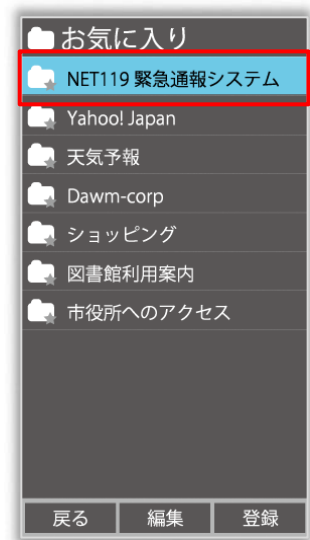 お気に入り
NET119 緊急通報システム
Yahoo! Japan
天気予報
Dawm-corp
ショッピング
図書館利用案内
市役所へのアクセス
戻る 編集 登録